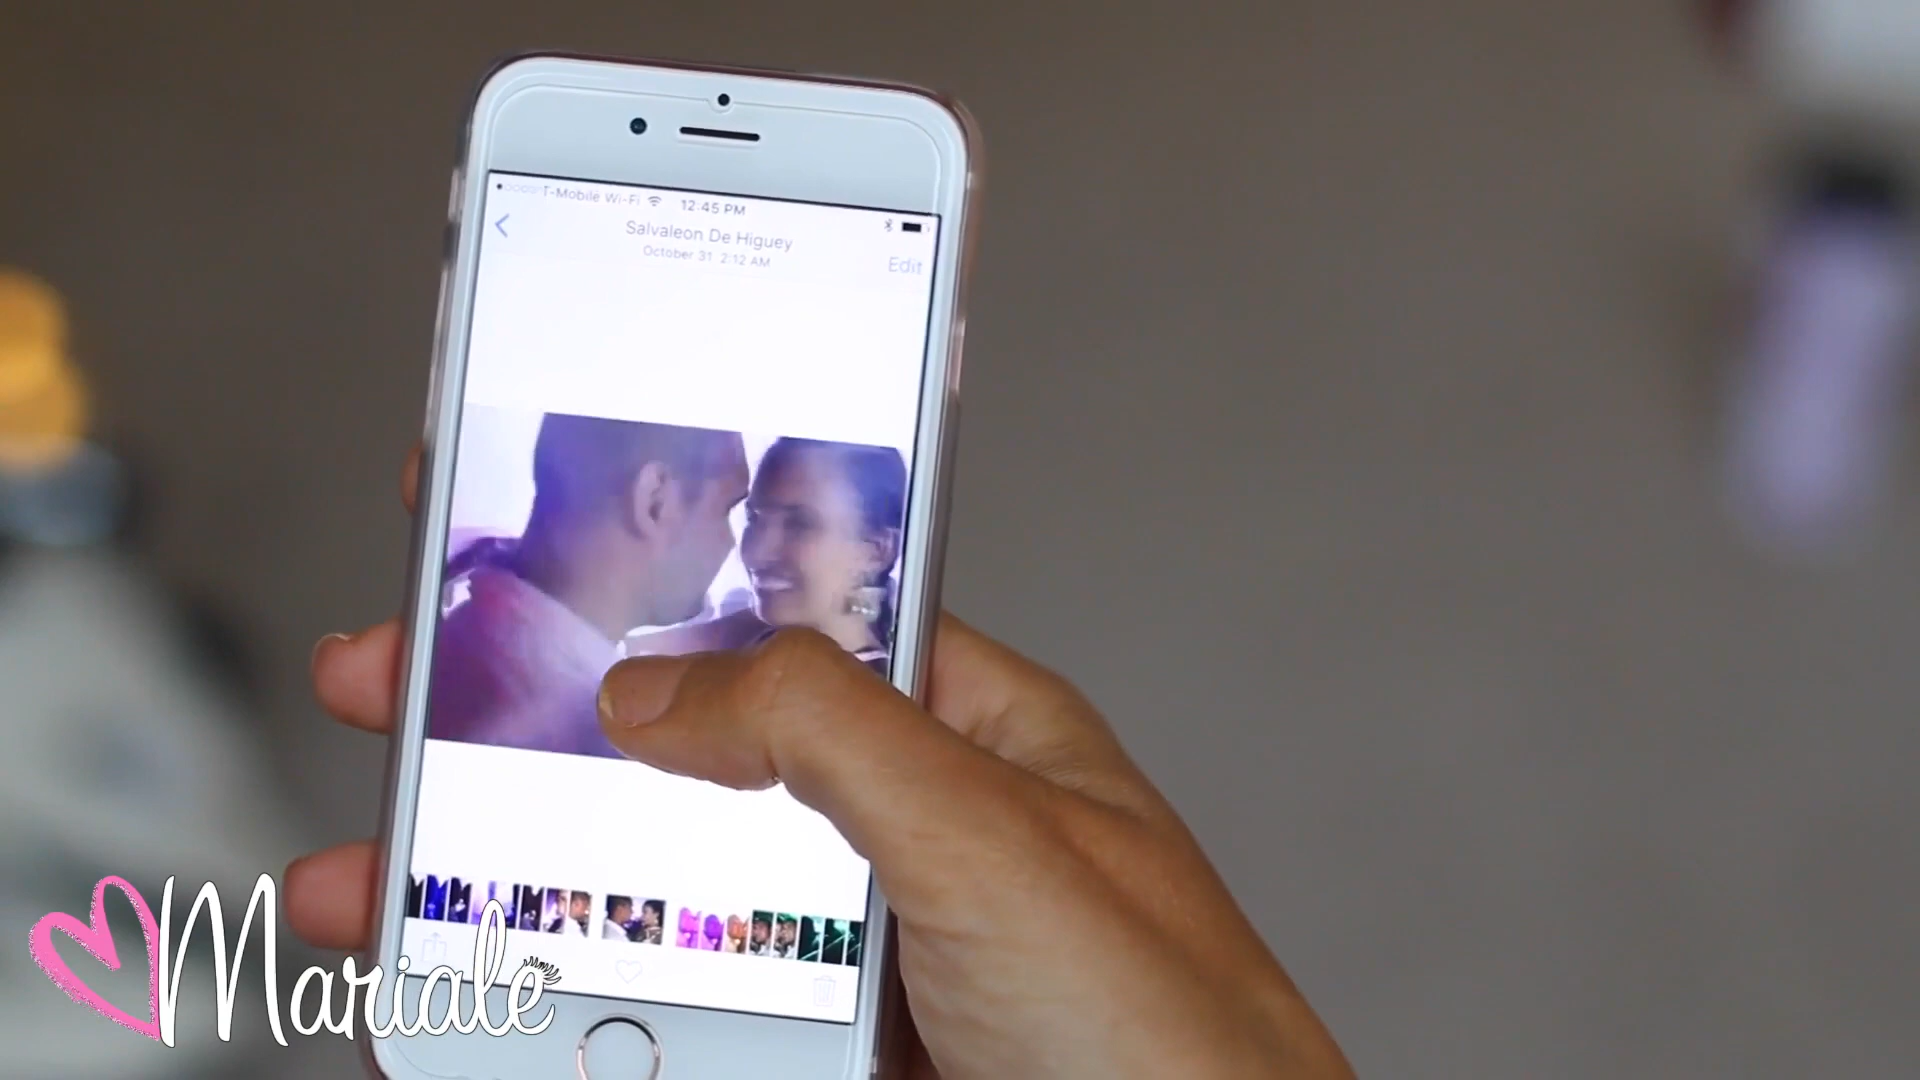 T-Mobile Wi-Fi 12:45 PM
Salvaleon De Higuey
October 31 2:12 AM
Edit
Mariale